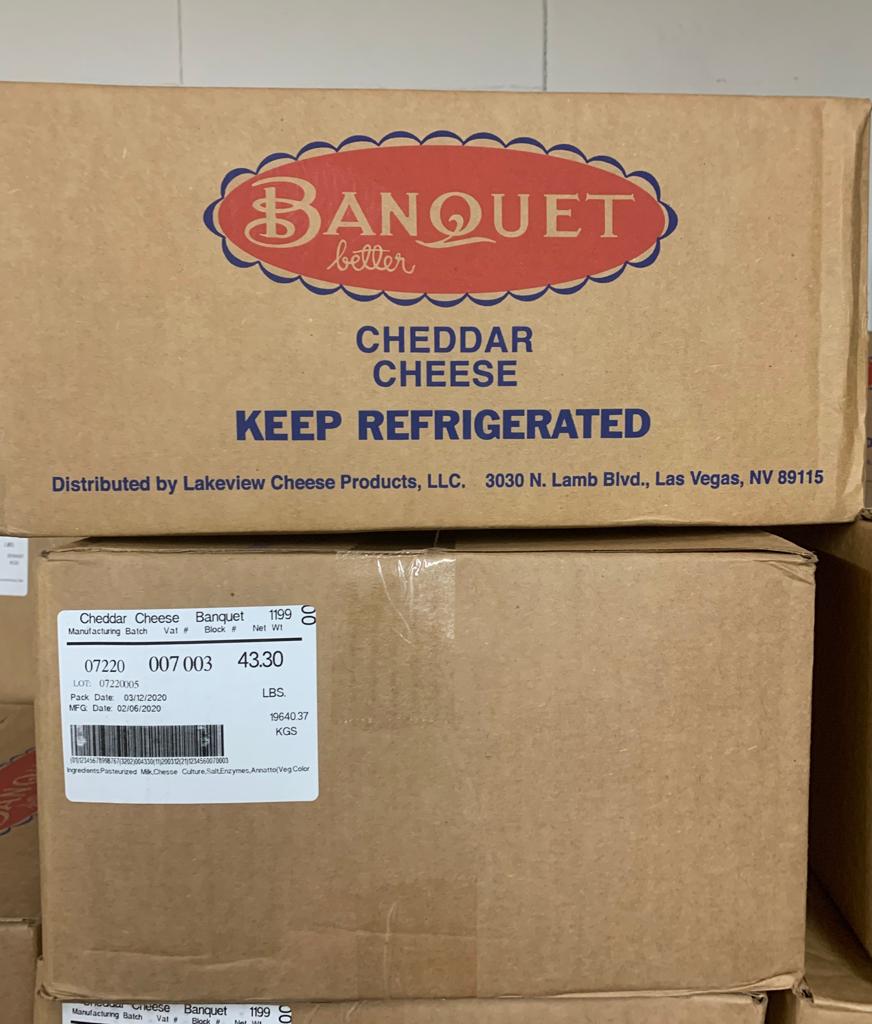 BANQUET
better
CHEDDAR
CHEESE
KEEP REFRIGERATED
Distributed by Lakeview Cheese Products, LLC. 3030 N. Lamb Blvd., Las Vegas, NV 89115
Cheddar Cheese Banquet 1199
00
Manufacturing Batch Vat # Block # Net Wt
07220 007 003 43.30
LOT: 07220005
LBS.
Pack Date: 03/12/2020
MFG: Date: 02/06/2020
19640.37
KGS
Ingredients:Pasteurized Milk,Chesse Culture,Salt,Enzymes,Annatto(Veg Color
Cheddar Cheese Banquet 1199
00
Manufacturing Batch Vat # Block # Net Wt